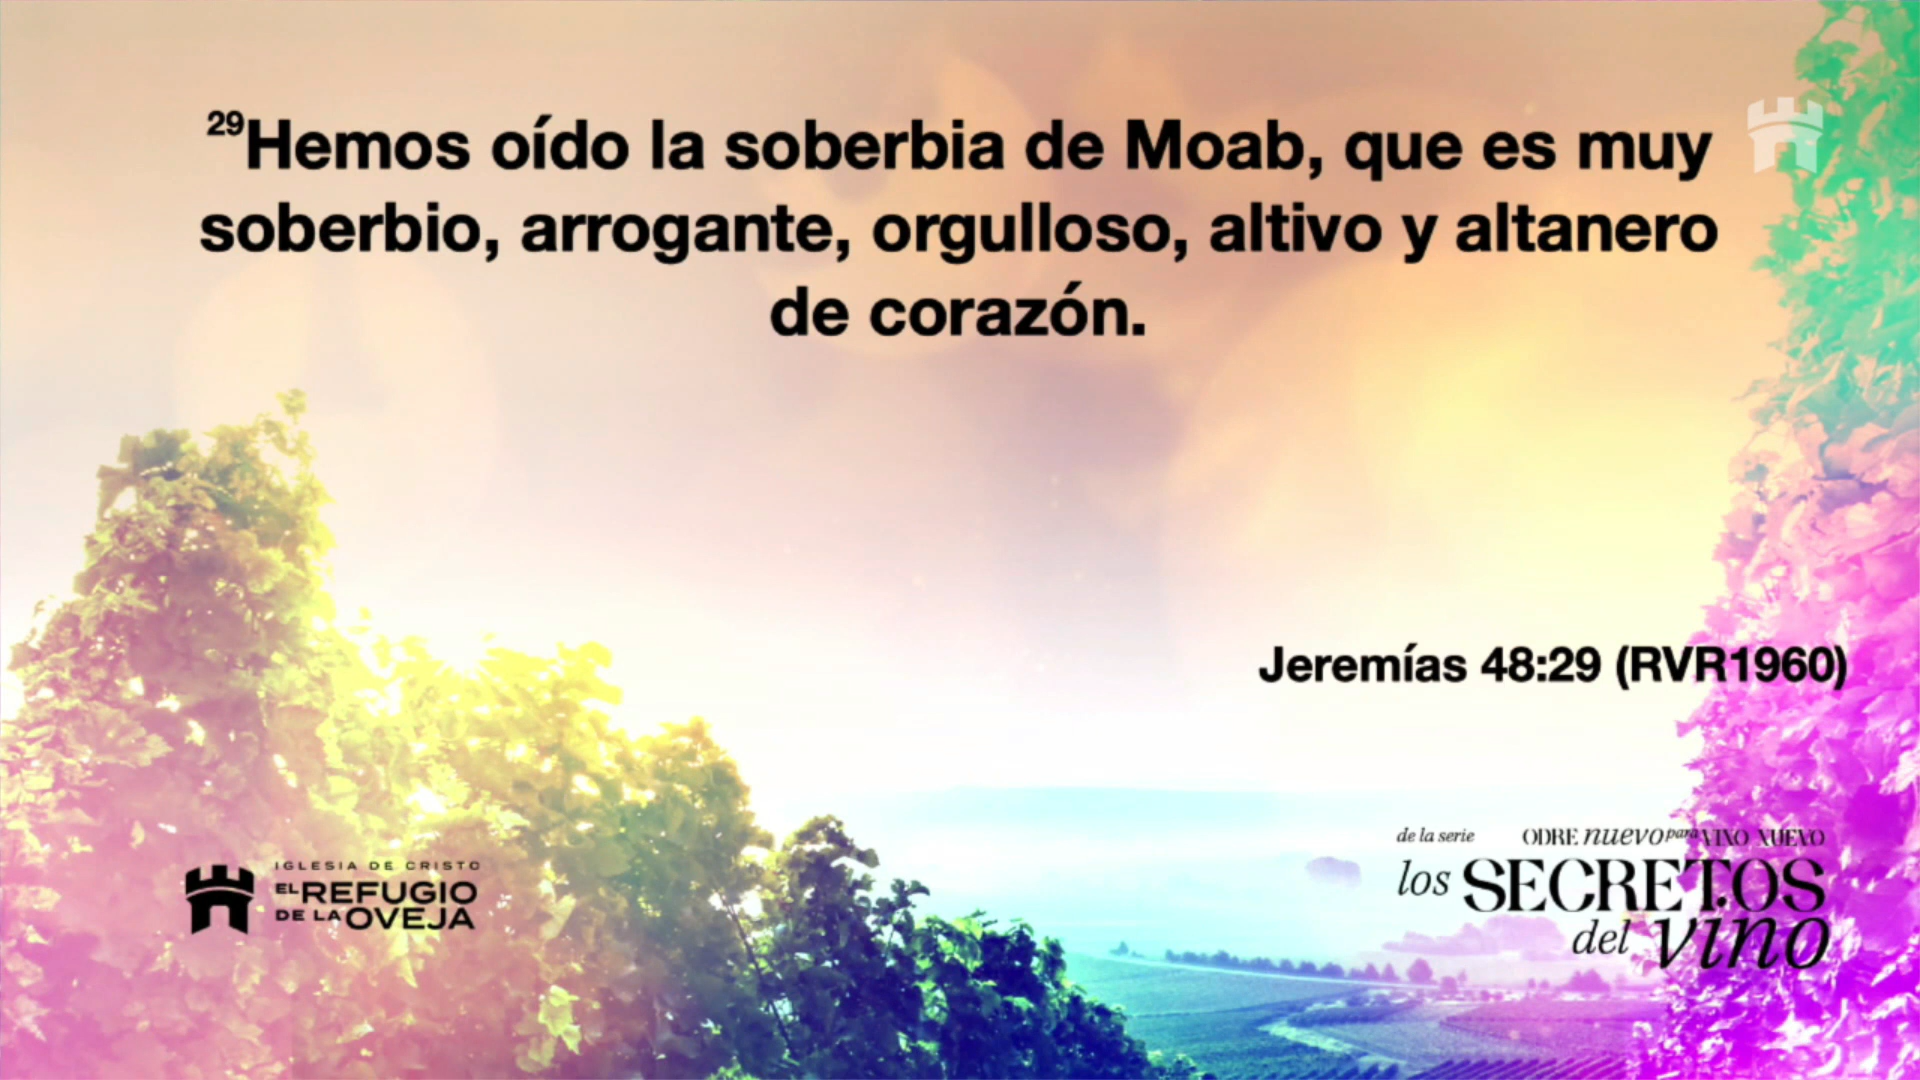 29Hemos oído la soberbia de Moab, que es muy
soberbio, arrogante, orgulloso, altivo y altanero
de corazón.
Jeremías 48:29 (RVR1960)
de la serie ODRE nuevo para VINO NUEVO
los SECRETOS
del vino
IGLESIA DE CRISTO
EL REFUGIO
DE LA OVEJA